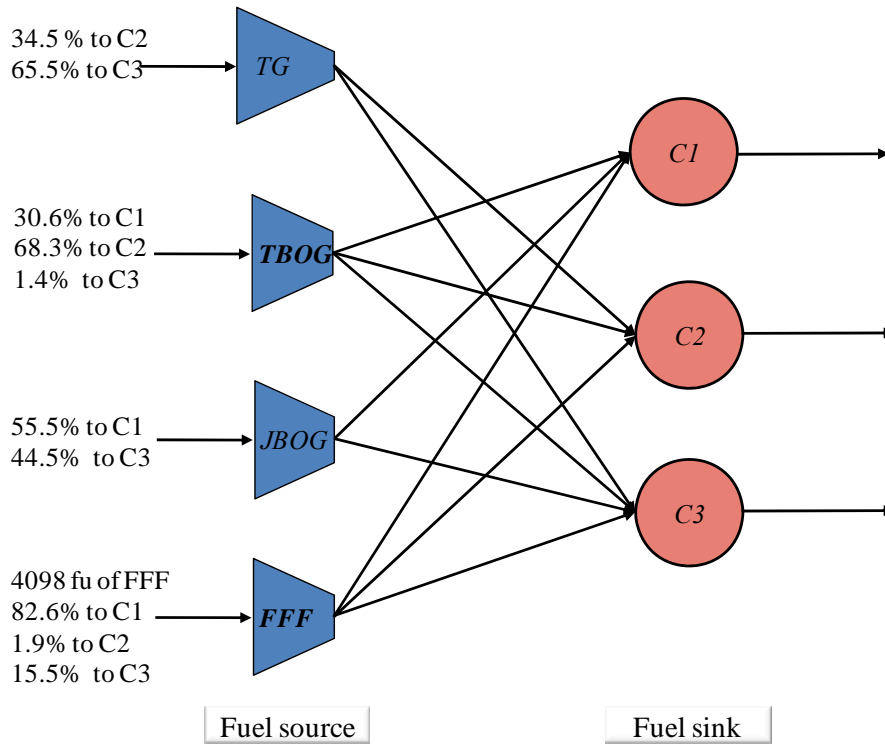 34.5 % to C2
65.5% to C3
TG
C1
30.6% to C1
68.3% to C2
1.4% to C3
TBOG
C2
55.5% to C1
44.5% to C3
JBOG
C3
4098 fu of FFF
82.6% to C1
1.9% to C2
15.5% to C3
FFF
Fuel source
Fuel sink